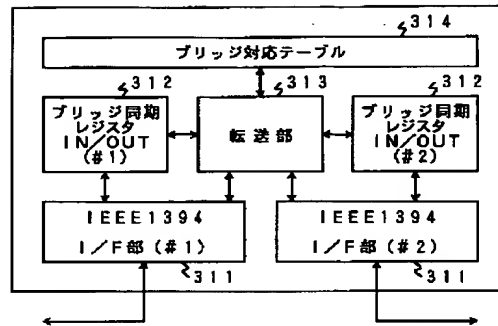 314
ブリッジ対応テーブル
312
313
312
ブリッジ同期
レジスタ
IN/OUT
(#1)
転送部
ブリッジ同期
レジスタ
IN/OUT
(#2)
IEEE1394
I/F部(#1)
IEEE1394
I/F部(#2)
311
311